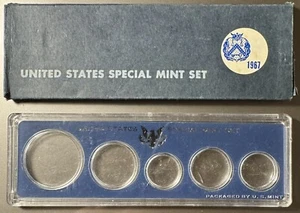 UNITED STATES SPECIAL MINT SET
1967
UNITED STATES SPECIAL MINT SET
PACKAGED BY U.S. MINT